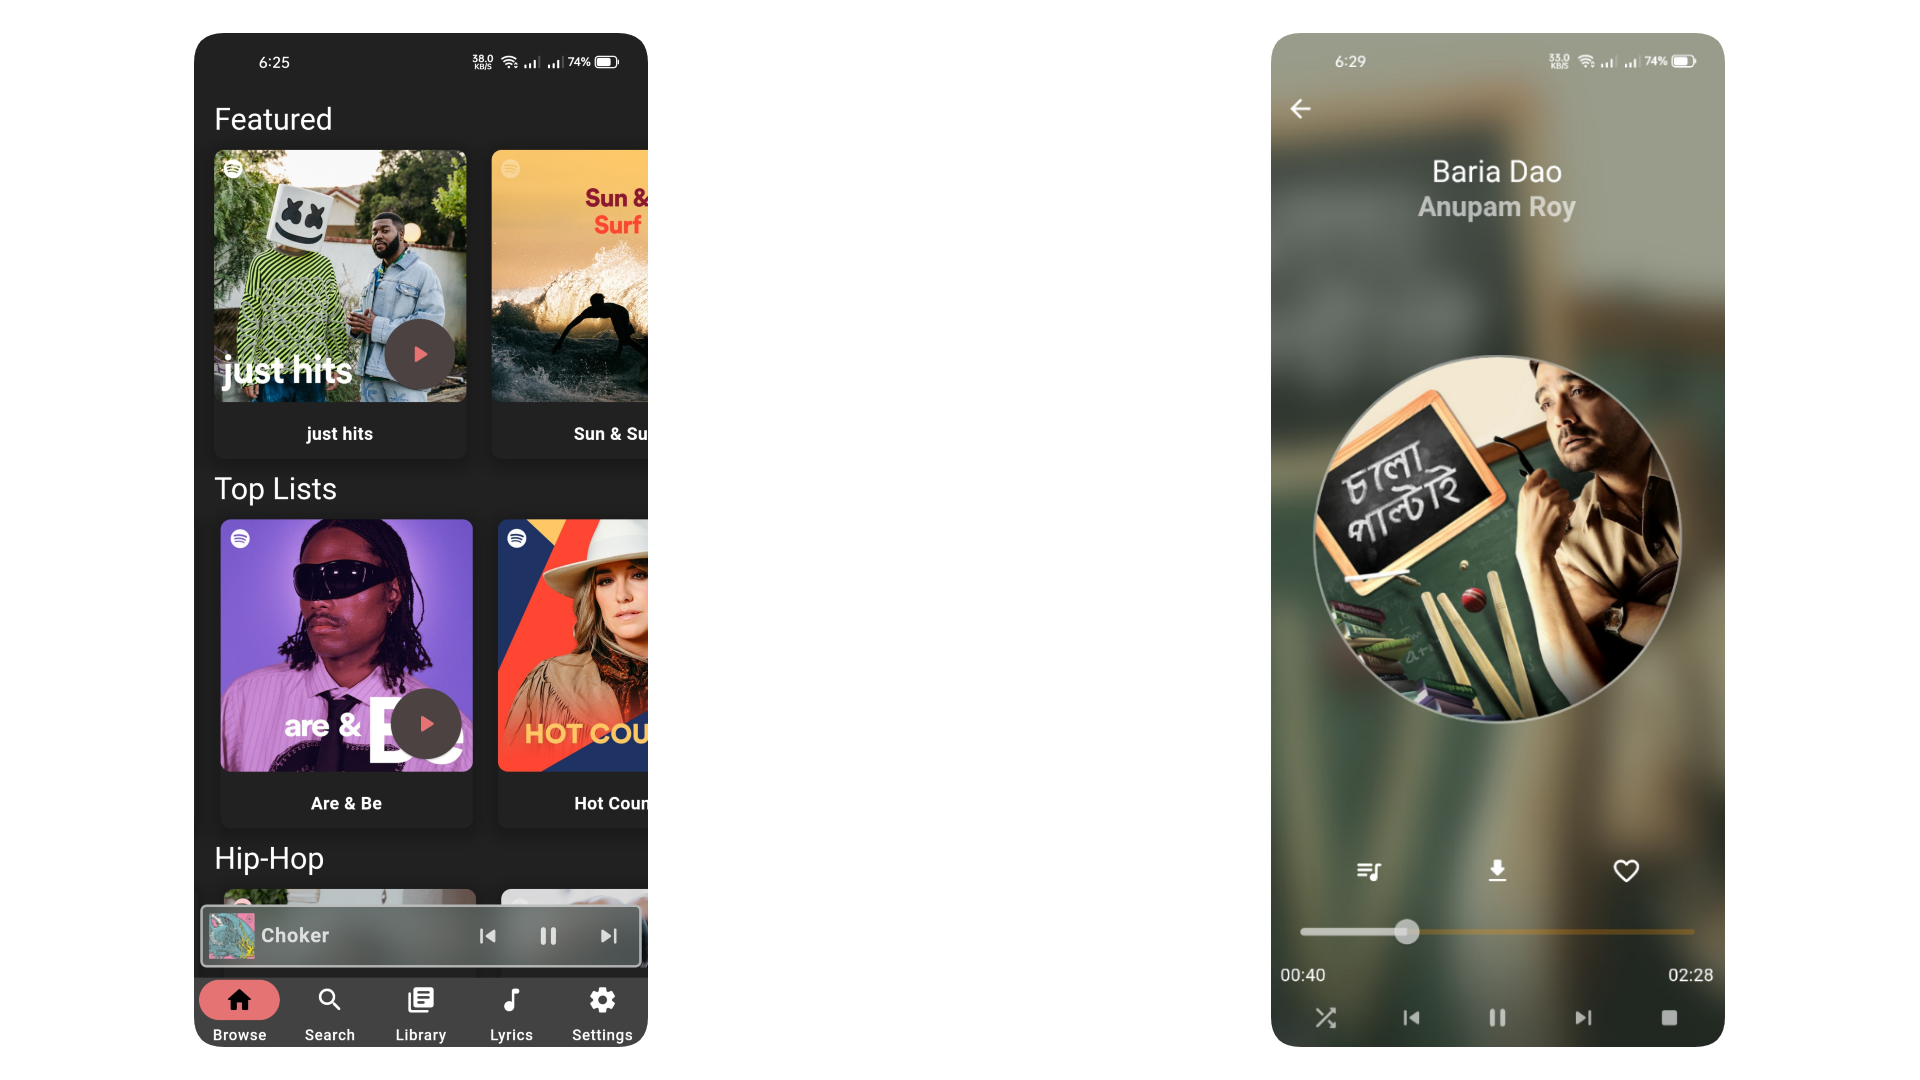 6:25
38.0
KB/S
74%
Featured
just hits
Sun &
Surf
just hits
Sun & Su
Top Lists
are & Be
HOT COU
Are & Be
Hot Coun
Hip-Hop
Choker
Browse
Search
Library
Lyrics
Settings
6:29
33.0
KB/S
74%
Baria Dao
Anupam Roy
চলো
পাল্টাই
00:40
02:28